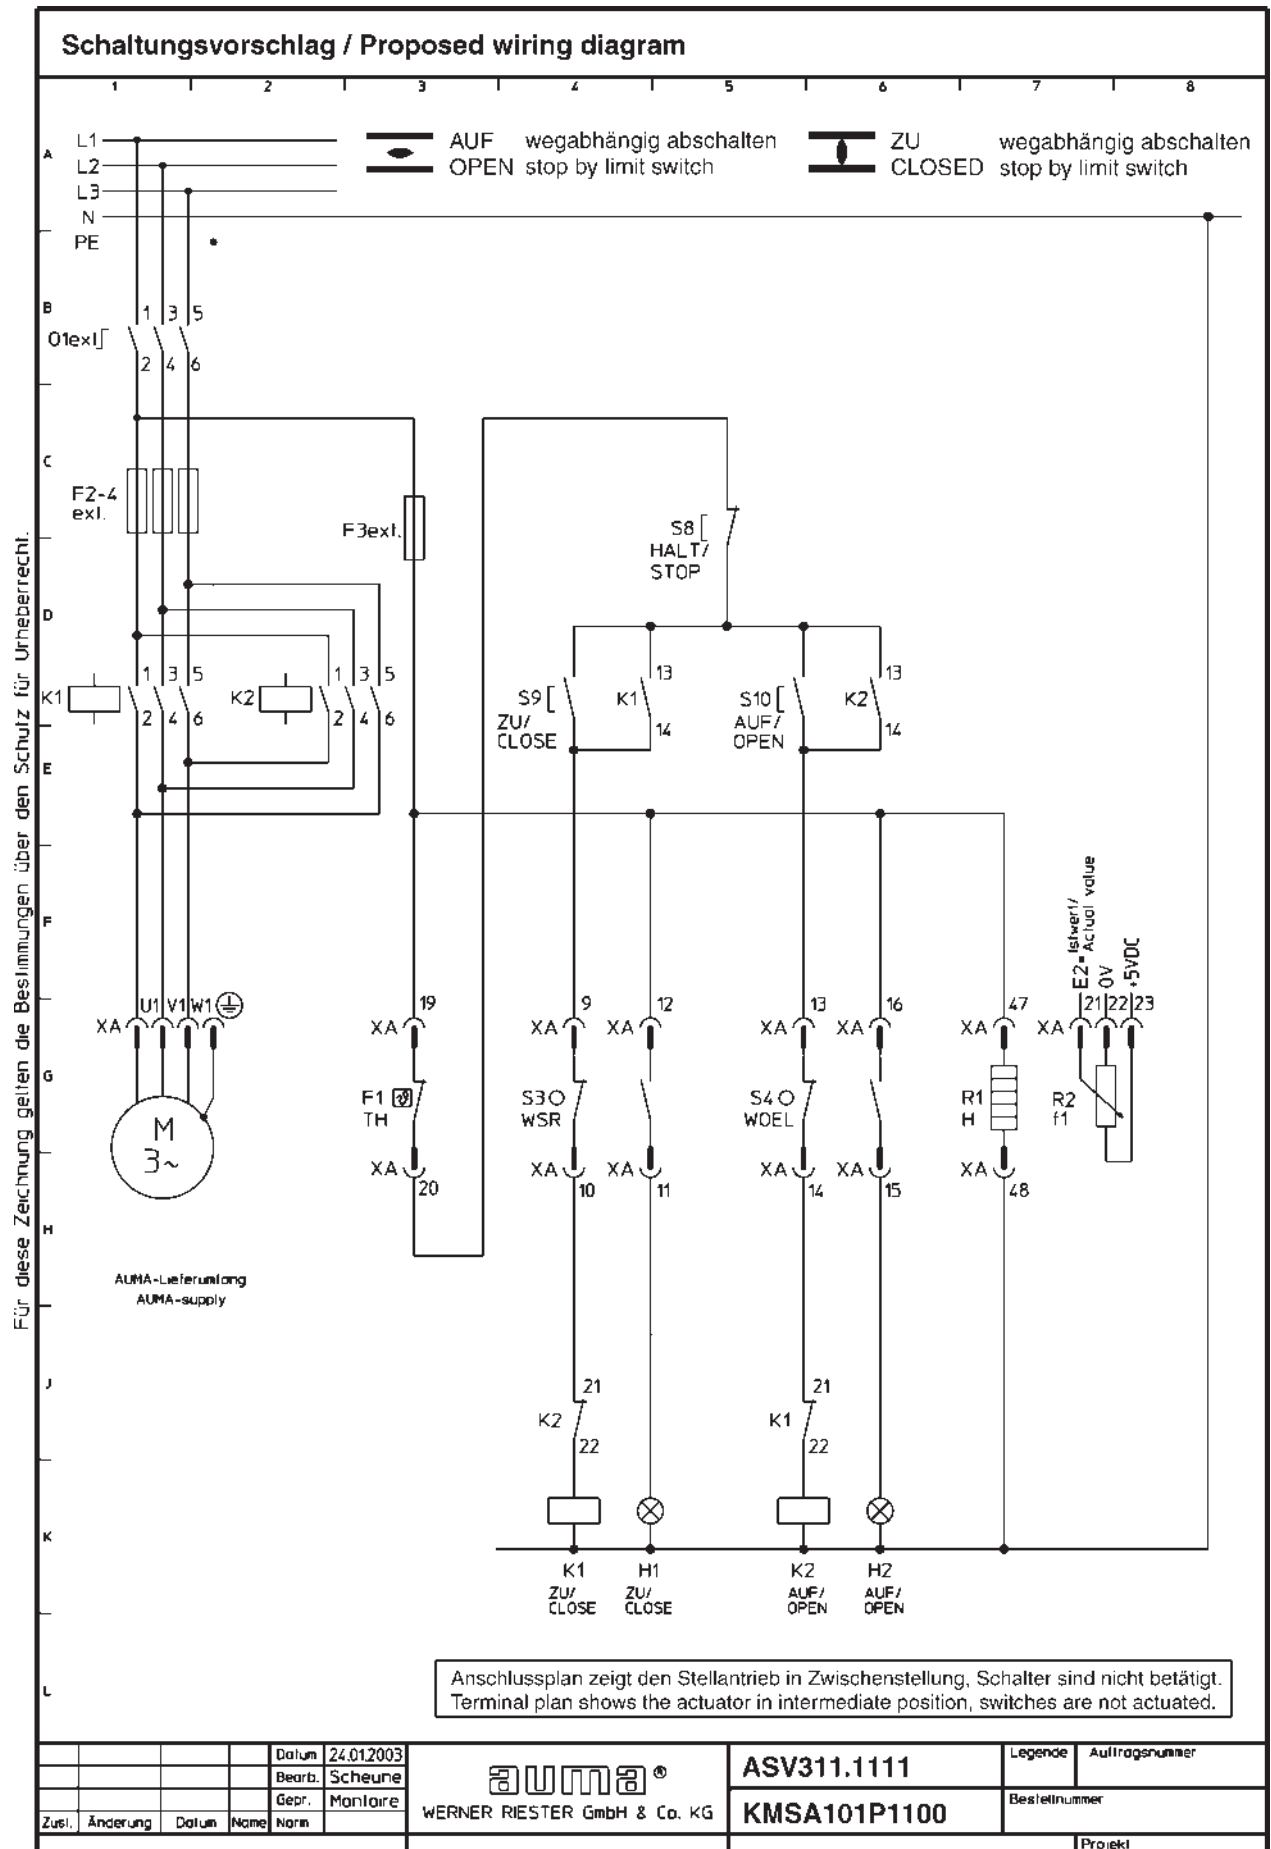 Schaltungsvorschlag / Proposed wiring diagram
1 2 3 4 5 6 7 8
A
L1
L2
L3
N
PE
AUF wegabhängig abschalten
OPEN stop by limit switch
ZU wegabhängig abschalten
CLOSED stop by limit switch
B
1 3 5
Q1ext
2 4 6
C
F2-4
ext.
F3ext.
S8
HALT/
STOP
D
K1
1 3 5
2 4 6
K2
1 3 5
2 4 6
S9
ZU/
CLOSE
K1
13
14
S10
AUF/
OPEN
K2
13
14
E
F
E2= Istwert/
Actual value
0V
+5VDC
XA U1 V1 W1
XA 19
XA 9
XA 12
XA 13
XA 16
XA 47
XA 21 22 23
G
M
3~
F1 ϑ
TH
S3
WSR
S4
WOEL
R1
H
R2
f1
XA 20
XA 10
XA 11
XA 14
XA 15
XA 48
H
AUMA-Lieferumfang
AUMA-supply
J
K2
21
22
K1
21
22
K
K1
ZU/
CLOSE
H1
ZU/
CLOSE
K2
AUF/
OPEN
H2
AUF/
OPEN
L
Anschlussplan zeigt den Stellantrieb in Zwischenstellung, Schalter sind nicht betätigt.
Terminal plan shows the actuator in intermediate position, switches are not actuated.
Für diese Zeichnung gelten die Bestimmungen über den Schutz für Urheberrecht.
Zust. Änderung Datum Name Norm
Datum 24.01.2003
Bearb. Scheune
Gepr. Montoire
auma®
WERNER RIESTER GmbH & Co. KG
ASV311.1111
KMSA101P1100
Legende
Auftragsnummer
Bestellnummer
Projekt